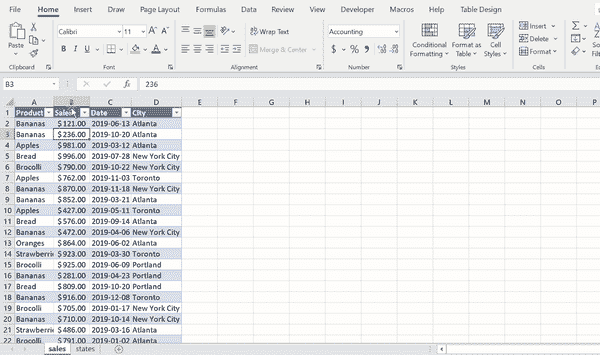 File Home Insert Draw Page Layout Formulas Data Review View Developer Macros Help Table Design
Paste Calibri 11 A A Wrap Text Accounting Conditional Formatting Format as Table Cell Styles Insert Delete Format
B I U Merge & Center $ % ,
Clipboard Font Alignment Number Styles Cells
B3 fx 236
A B C D E F G H I J K L M N O P
1 Product Sales Date City
2 Bananas $121.00 2019-06-13 Atlanta
3 Bananas $236.00 2019-10-20 Atlanta
4 Apples $981.00 2019-03-12 Atlanta
5 Bread $996.00 2019-07-28 New York City
6 Brocolli $790.00 2019-10-22 New York City
7 Apples $762.00 2019-11-03 Toronto
8 Bananas $870.00 2019-11-18 New York City
9 Bananas $852.00 2019-03-21 Atlanta
10 Apples $427.00 2019-05-11 Toronto
11 Bread $576.00 2019-09-14 Atlanta
12 Bananas $472.00 2019-04-06 New York City
13 Oranges $864.00 2019-06-02 Atlanta
14 Strawberrie $923.00 2019-03-30 Toronto
15 Brocolli $925.00 2019-06-09 Portland
16 Bananas $281.00 2019-04-23 Portland
17 Bread $809.00 2019-10-20 Portland
18 Bananas $916.00 2019-12-08 Toronto
19 Brocolli $705.00 2019-01-17 New York City
20 Bananas $710.00 2019-10-14 New York City
21 Strawberrie $486.00 2019-03-16 Atlanta
22 Brocolli $791.00 2019-01-02 Atlanta
sales states